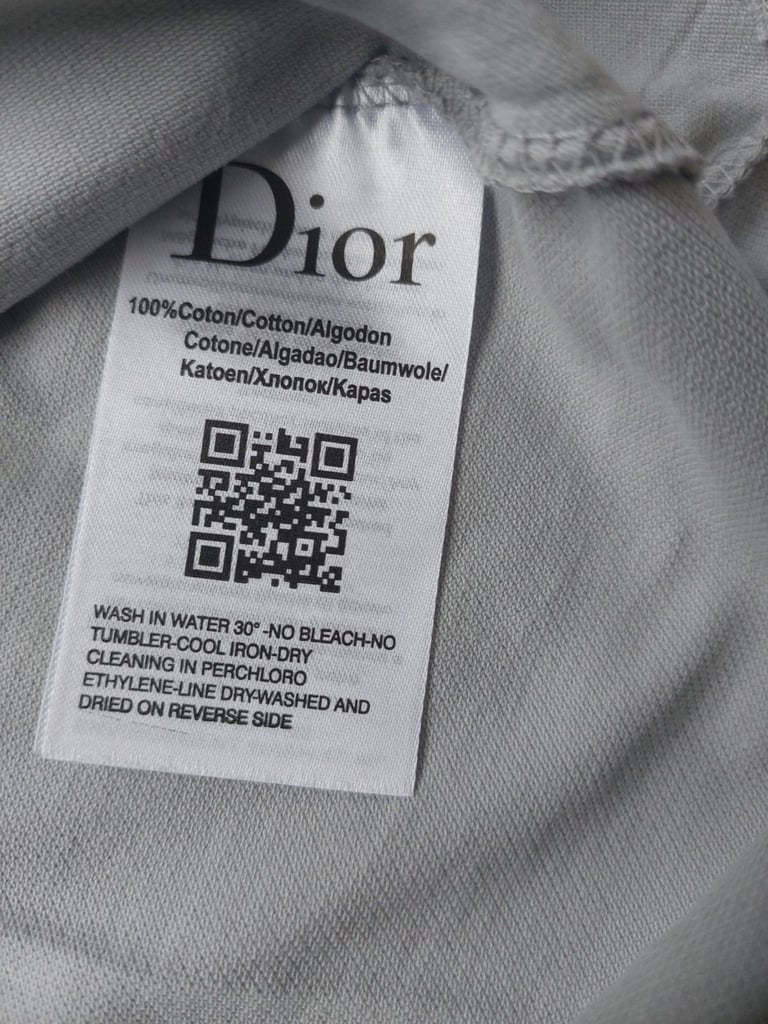 Dior
100%Coton/Cotton/Algodon
Cotone/Algadao/Baumwole/
Katoen/Хлопок/Kapas
WASH IN WATER 30° -NO BLEACH-NO
TUMBLER-COOL IRON-DRY
CLEANING IN PERCHLORO
ETHYLENE-LINE DRY-WASHED AND
DRIED ON REVERSE SIDE